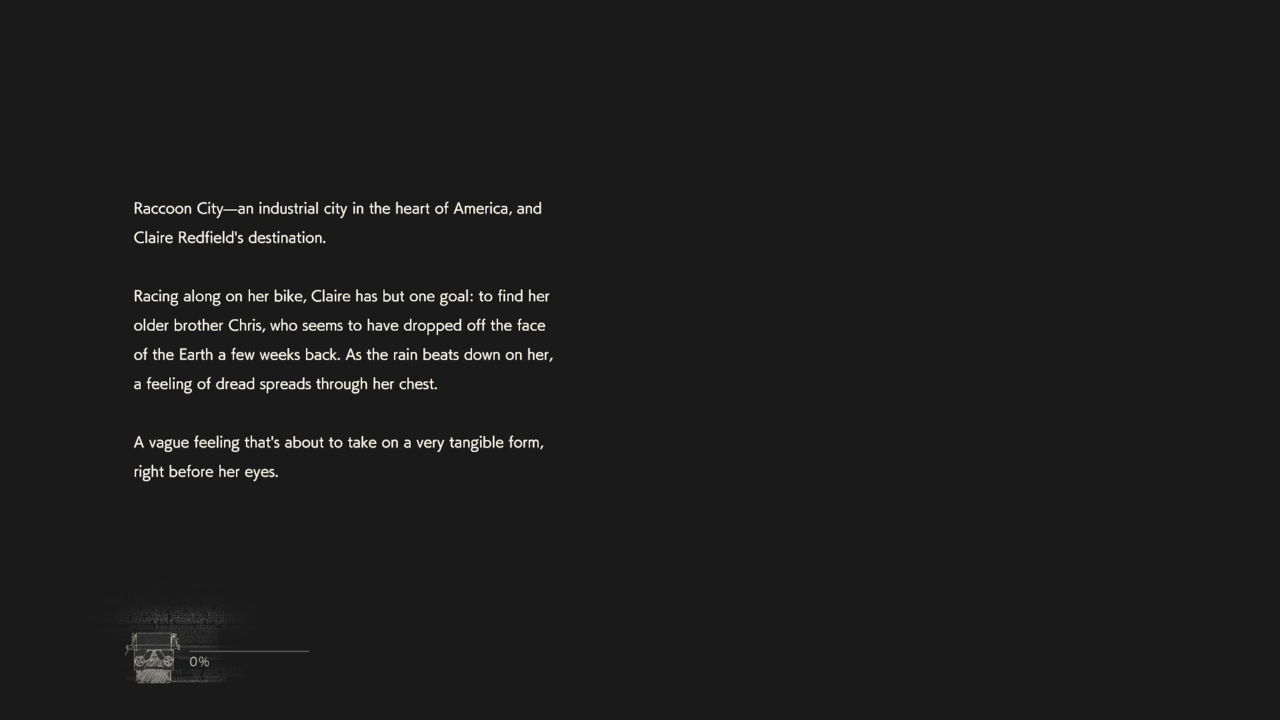 Raccoon City—an industrial city in the heart of America, and
Claire Redfield's destination.
Racing along on her bike, Claire has but one goal: to find her
older brother Chris, who seems to have dropped off the face
of the Earth a few weeks back. As the rain beats down on her,
a feeling of dread spreads through her chest.
A vague feeling that's about to take on a very tangible form,
right before her eyes.
0%